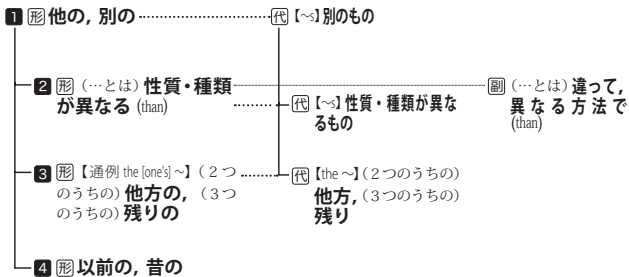 1 形 他の, 別の 代 【~s】別のもの
2 形 (…とは) 性質・種類
が異なる (than)
代 【~s】性質・種類が異な
るもの
副 (…とは) 違って,
異なる方法で
(than)
3 形 【通例 the [one's] ~】(2つ
のうちの) 他方の, (3つ
のうちの) 残りの
代 【the ~】(2つのうちの)
他方, (3つのうちの)
残り
4 形 以前の, 昔の